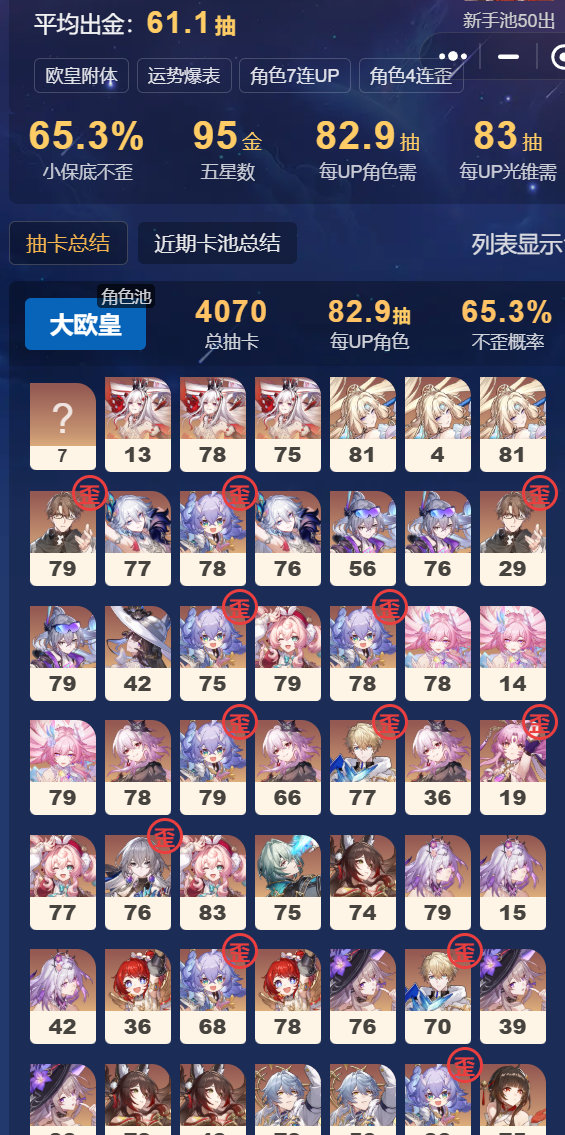 平均出金：61.1抽
新手池50出
欧皇附体 运势爆表 角色7连UP 角色4连歪
65.3% 95金 82.9抽 83抽
小保底不歪 五星数 每UP角色需 每UP光锥需
抽卡总结 近期卡池总结 列表显示
角色池
大欧皇 4070 82.9抽 65.3%
总抽卡 每UP角色 不歪概率
?
7 13 78 75 81 4 81
歪 歪 歪
79 77 78 76 56 76 29
歪 歪
79 42 75 79 78 78 14
歪 歪 歪
79 78 79 66 77 36 19
歪
77 76 83 75 74 79 15
歪 歪
42 36 68 78 76 70 39
歪